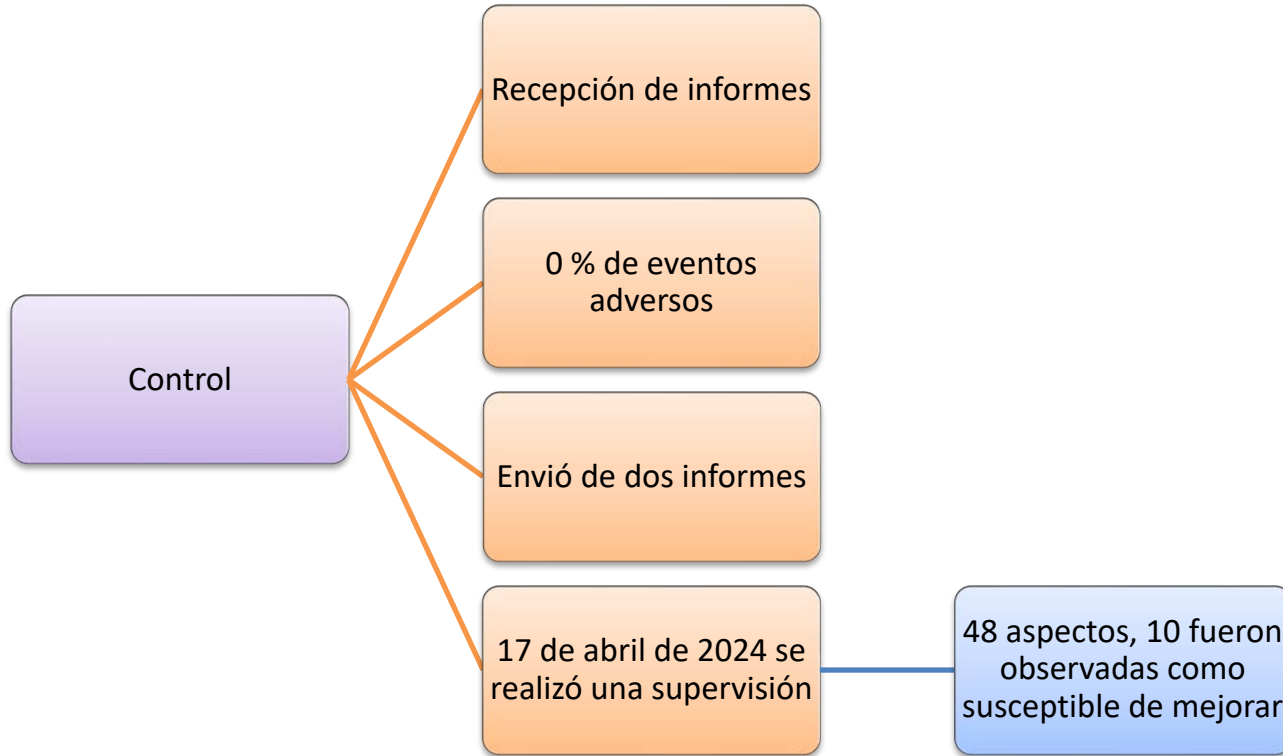 Recepción de informes
0 % de eventos
adversos
Control
Envió de dos informes
17 de abril de 2024 se
realizó una supervisión
48 aspectos, 10 fueron
observadas como
susceptible de mejorar